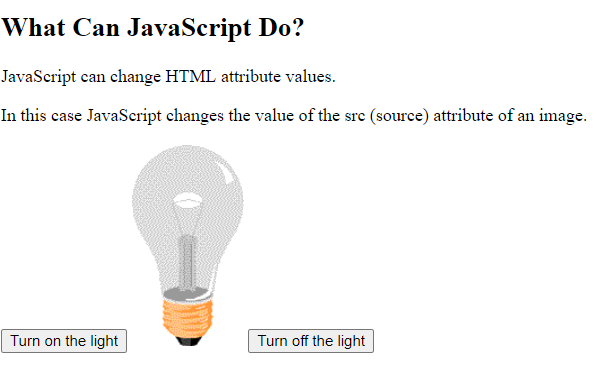 What Can JavaScript Do?
JavaScript can change HTML attribute values.
In this case JavaScript changes the value of the src (source) attribute of an image.
Turn on the light
Turn off the light